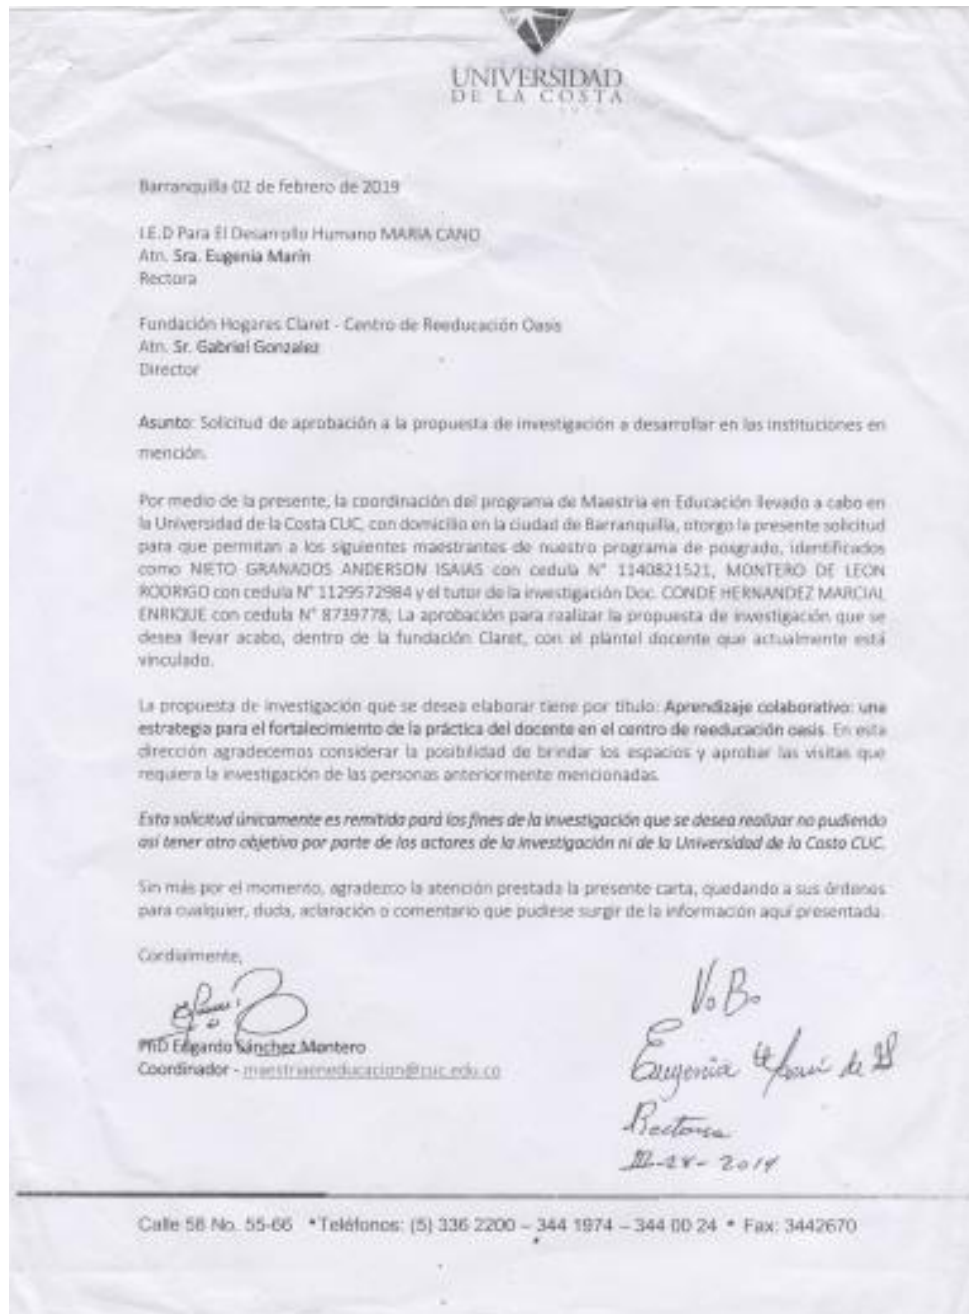 UNIVERSIDAD
DE LA COSTA
Barranquilla 02 de febrero de 2019
I.E.D Para El Desarrollo Humano MARIA CANO
Atn. Sra. Eugenia Marín
Rectora
Fundación Hogares Claret - Centro de Reeducación Oasis
Atn. Sr. Gabriel Gonzalez
Director
Asunto: Solicitud de aprobación a la propuesta de investigación a desarrollar en las instituciones en
mención.
Por medio de la presente, la coordinación del programa de Maestría en Educación llevado a cabo en
la Universidad de la Costa CUC, con domicilio en la ciudad de Barranquilla, otorgo la presente solicitud
para que permitan a los siguientes maestrantes de nuestro programa de posgrado, identificados
como NIETO GRANADOS ANDERSON ISAIAS con cedula N° 1140821521, MONTERO DE LEON
RODRIGO con cedula N° 1129572984 y el tutor de la investigación Doc. CONDE HERNANDEZ MARCIAL
ENRIQUE con cedula N° 8739778; La aprobación para realizar la propuesta de investigación que se
desea llevar acabo, dentro de la fundación Claret, con el plantel docente que actualmente está
vinculado.
La propuesta de investigación que se desea elaborar tiene por título: Aprendizaje colaborativo: una
estrategia para el fortalecimiento de la práctica del docente en el centro de reeducación oasis. En esta
dirección agradecemos considerar la posibilidad de brindar los espacios y aprobar las visitas que
requiera la investigación de las personas anteriormente mencionadas.
Esta solicitud únicamente es remitida pará los fines de la investigación que se desea realizar no pudiendo
así tener otro objetivo por parte de los actores de la investigación ni de la Universidad de la Costa CUC.
Sin más por el momento, agradezco la atención prestada la presente carta, quedando a sus órdenes
para cualquier, duda, aclaración o comentario que pudiese surgir de la información aquí presentada.
Cordialmente,
PhD Edgardo Sánchez Montero
Coordinador - maestriaeneducacion@cuc.edu.co
Vo Bo
Eugenia de
Rectora
Calle 58 No. 55-66 *Teléfonos: (5) 336 2200 – 344 1974 – 344 00 24 * Fax: 3442670